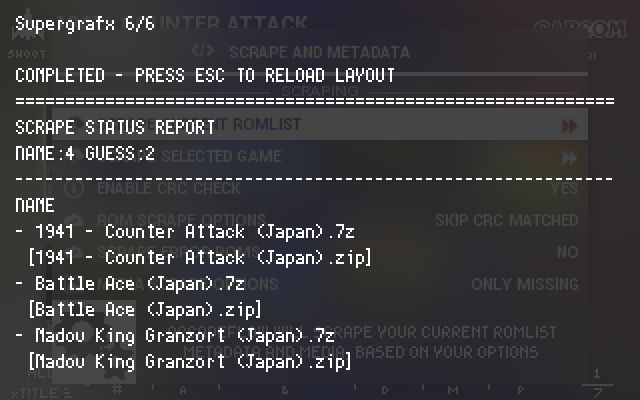 Supergrafx 6/6
COUNTER ATTACK
CAPCOM
SHOOT
</> SCRAPE AND METADATA
COMPLETED - PRESS ESC TO RELOAD LAYOUT
SCRAPING
============================================================
SCRAPE STATUS REPORT
ROMLIST
NAME:4 GUESS:2
SELECTED GAME
------------------------------------------------------------
ENABLE CRC CHECK YES
NAME
ROM SCRAPE OPTIONS SKIP CRC MATCHED
- 1941 - Counter Attack (Japan).7z
[1941 - Counter Attack (Japan).zip]
NO
- Battle Ace (Japan).7z
OPTIONS ONLY MISSING
[Battle Ace (Japan).zip]
- Madou King Granzort (Japan).7z
SCRAPE YOUR CURRENT ROMLIST
METADATA AND MEDIA, BASED ON YOUR OPTIONS
[Madou King Granzort (Japan).zip]
1
7
TITLE # A B D M P